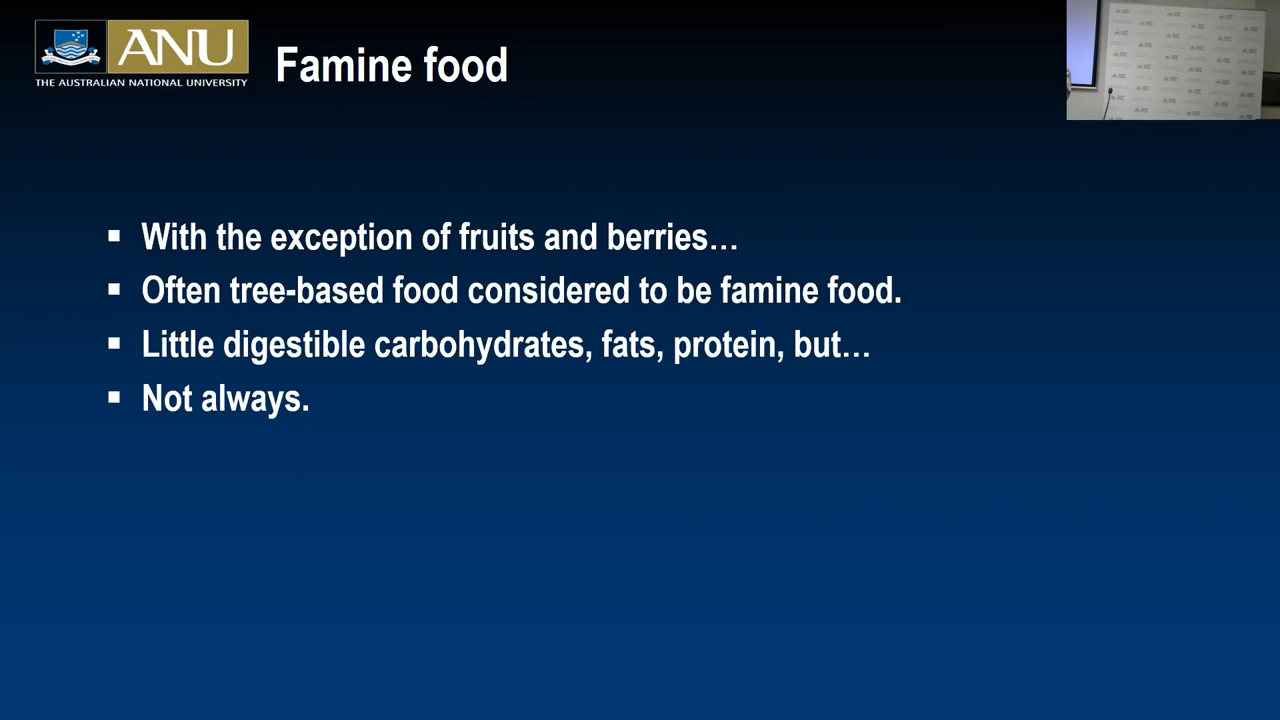 ANU
THE AUSTRALIAN NATIONAL UNIVERSITY
Famine food
▪ With the exception of fruits and berries…
▪ Often tree-based food considered to be famine food.
▪ Little digestible carbohydrates, fats, protein, but…
▪ Not always.